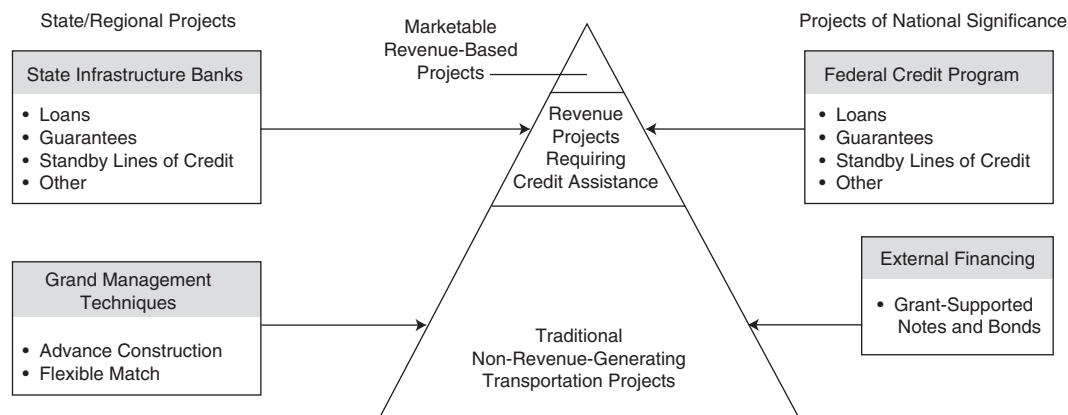 State/Regional Projects
State Infrastructure Banks
• Loans
• Guarantees
• Standby Lines of Credit
• Other
Grand Management
Techniques
• Advance Construction
• Flexible Match
Marketable
Revenue-Based
Projects
Revenue
Projects
Requiring
Credit Assistance
Traditional
Non-Revenue-Generating
Transportation Projects
Projects of National Significance
Federal Credit Program
• Loans
• Guarantees
• Standby Lines of Credit
• Other
External Financing
• Grant-Supported
Notes and Bonds